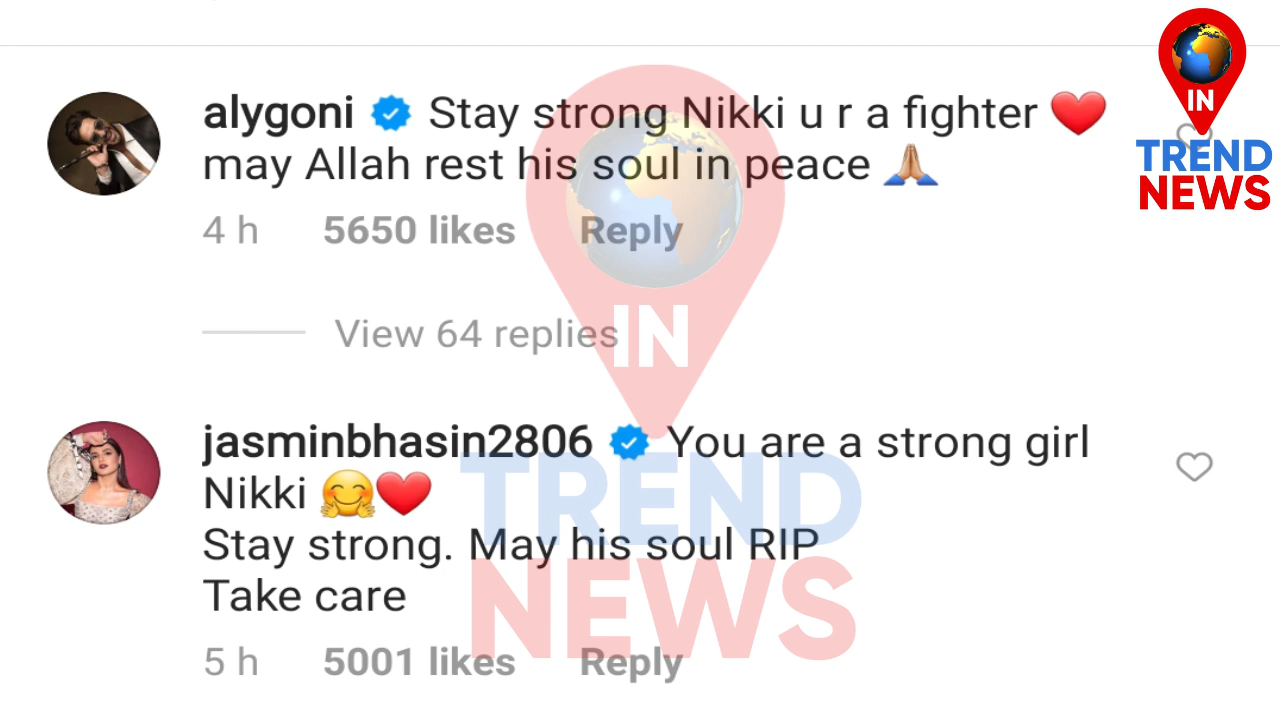 alygoni Stay strong Nikki u r a fighter ❤️
may Allah rest his soul in peace 🙏🏼
4 h 5650 likes Reply
View 64 replies
jasminbhasin2806 You are a strong girl
Nikki 🤗❤️
Stay strong. May his soul RIP
Take care
5 h 5001 likes Reply
IN
TREND
NEWS
IN
TREND
NEWS